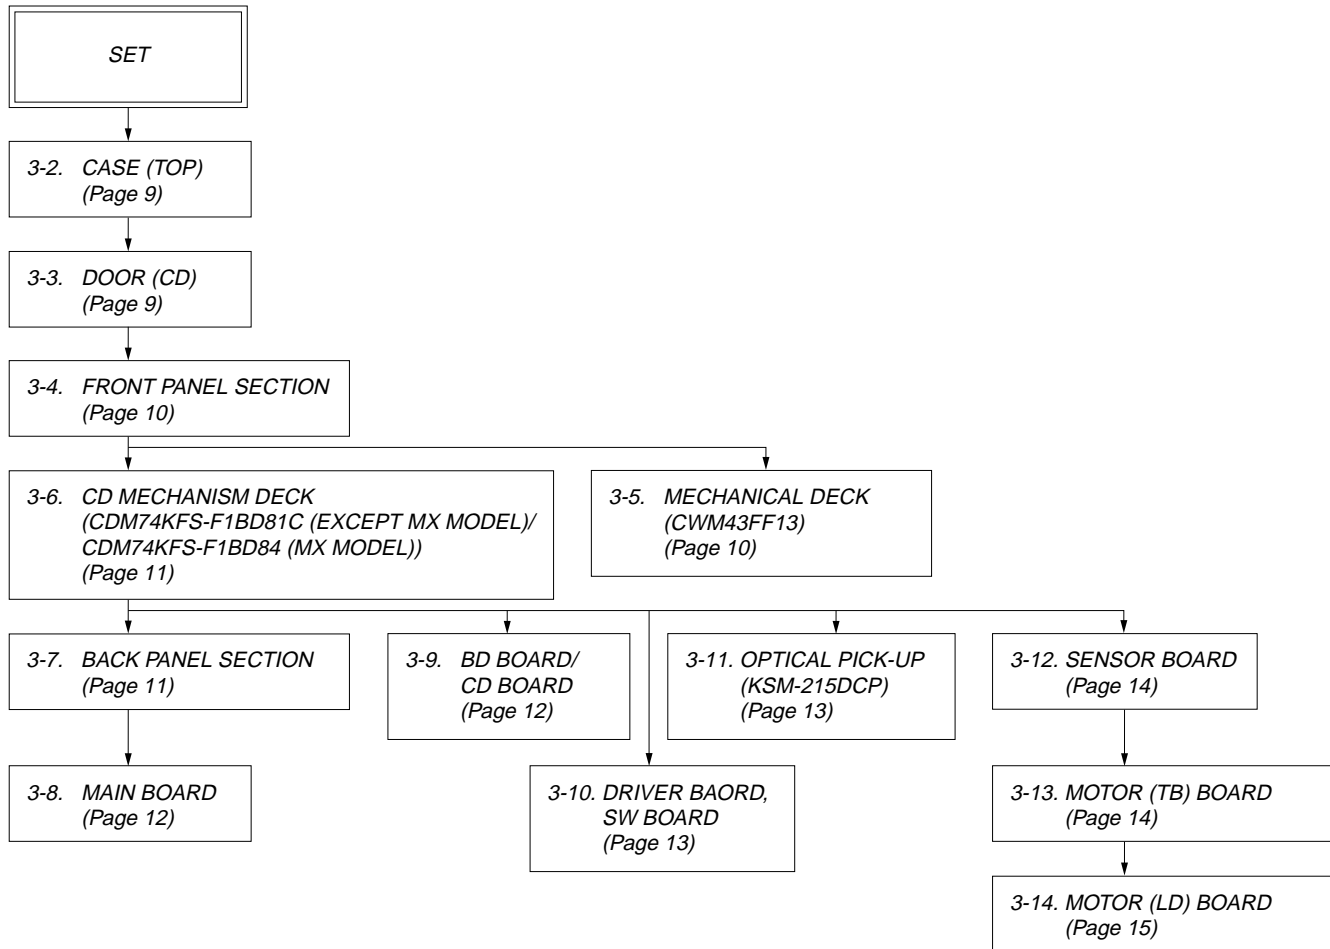 SET
3-2. CASE (TOP)
(Page 9)
3-3. DOOR (CD)
(Page 9)
3-4. FRONT PANEL SECTION
(Page 10)
3-6. CD MECHANISM DECK
(CDM74KFS-F1BD81C (EXCEPT MX MODEL)/
CDM74KFS-F1BD84 (MX MODEL))
(Page 11)
3-5. MECHANICAL DECK
(CWM43FF13)
(Page 10)
3-7. BACK PANEL SECTION
(Page 11)
3-9. BD BOARD/
CD BOARD
(Page 12)
3-11. OPTICAL PICK-UP
(KSM-215DCP)
(Page 13)
3-12. SENSOR BOARD
(Page 14)
3-8. MAIN BOARD
(Page 12)
3-10. DRIVER BAORD,
SW BOARD
(Page 13)
3-13. MOTOR (TB) BOARD
(Page 14)
3-14. MOTOR (LD) BOARD
(Page 15)